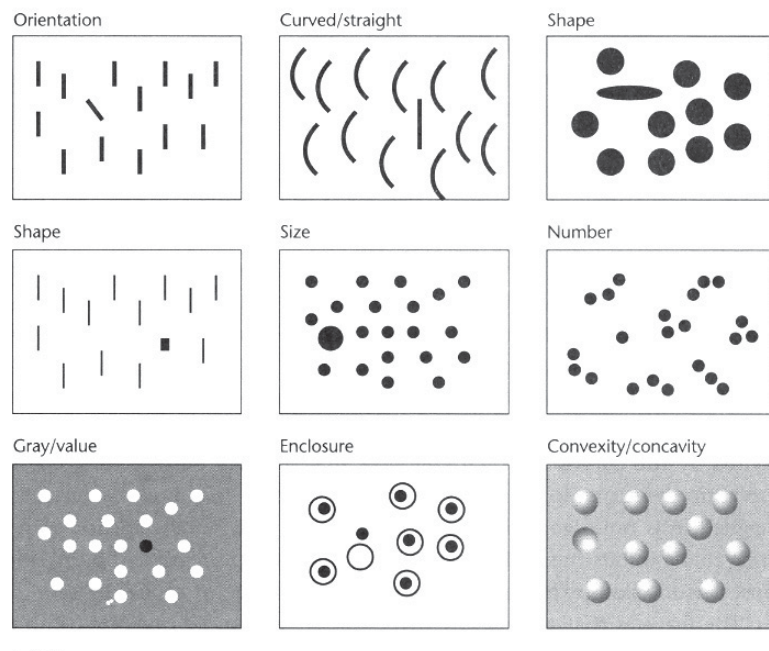 Orientation
Curved/straight
Shape
Shape
Size
Number
Gray/value
Enclosure
Convexity/concavity